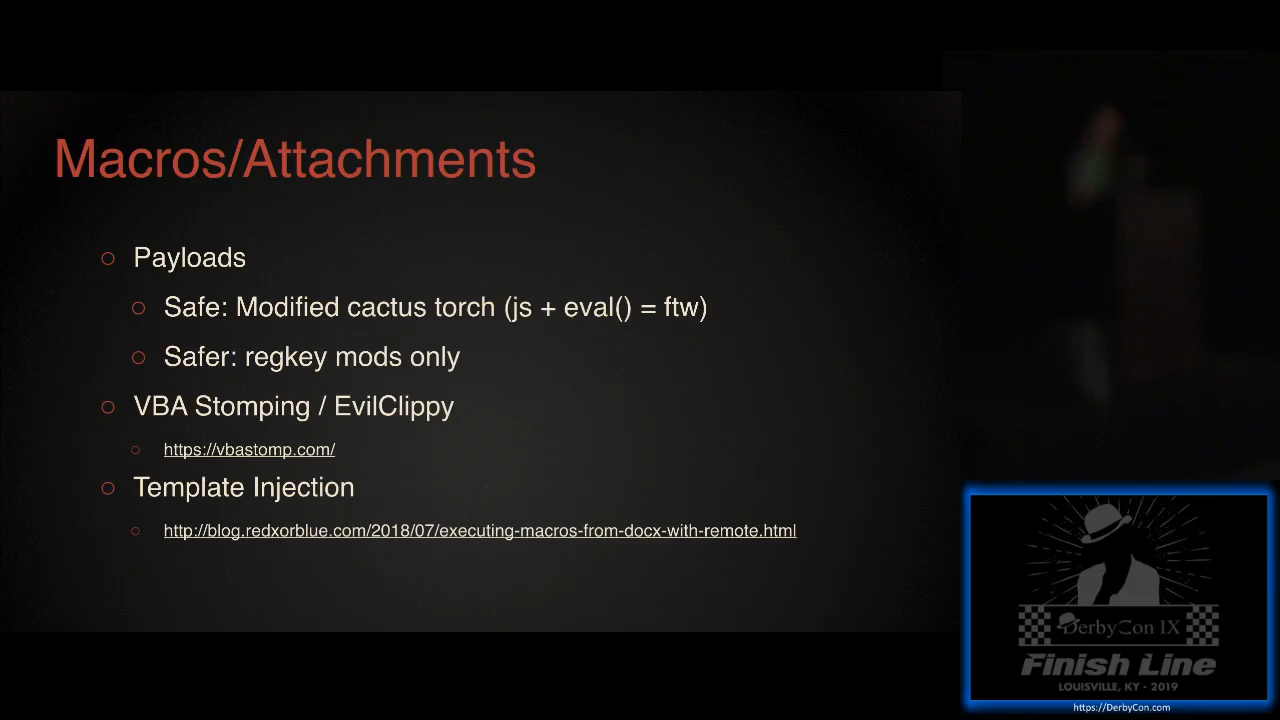 Macros/Attachments
Payloads
Safe: Modified cactus torch (js + eval() = ftw)
Safer: regkey mods only
VBA Stomping / EvilClippy
https://vbastomp.com/
Template Injection
http://blog.redxorblue.com/2018/07/executing-macros-from-docx-with-remote.html
DerbyCon IX
Finish Line
LOUISVILLE, KY - 2019
https://DerbyCon.com